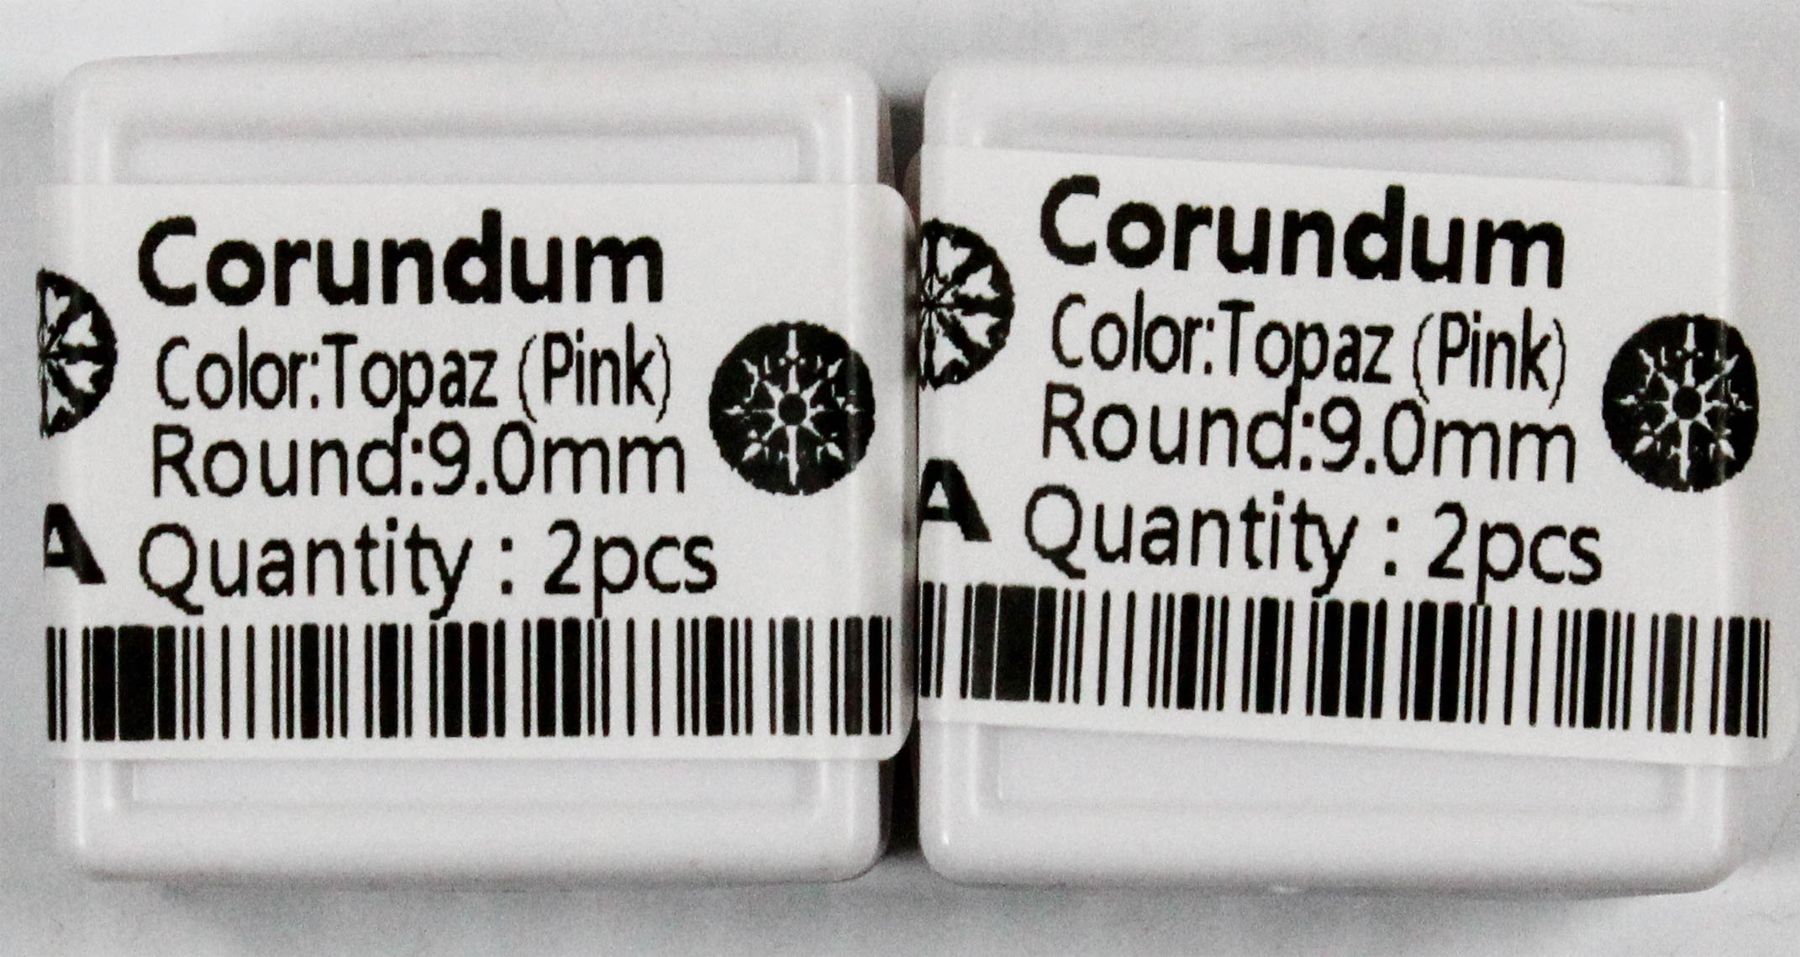 Corundum
Color:Topaz (Pink)
Round:9.0mm
A
Quantity : 2pcs
Corundum
Color:Topaz (Pink)
Round:9.0mm
A
Quantity : 2pcs